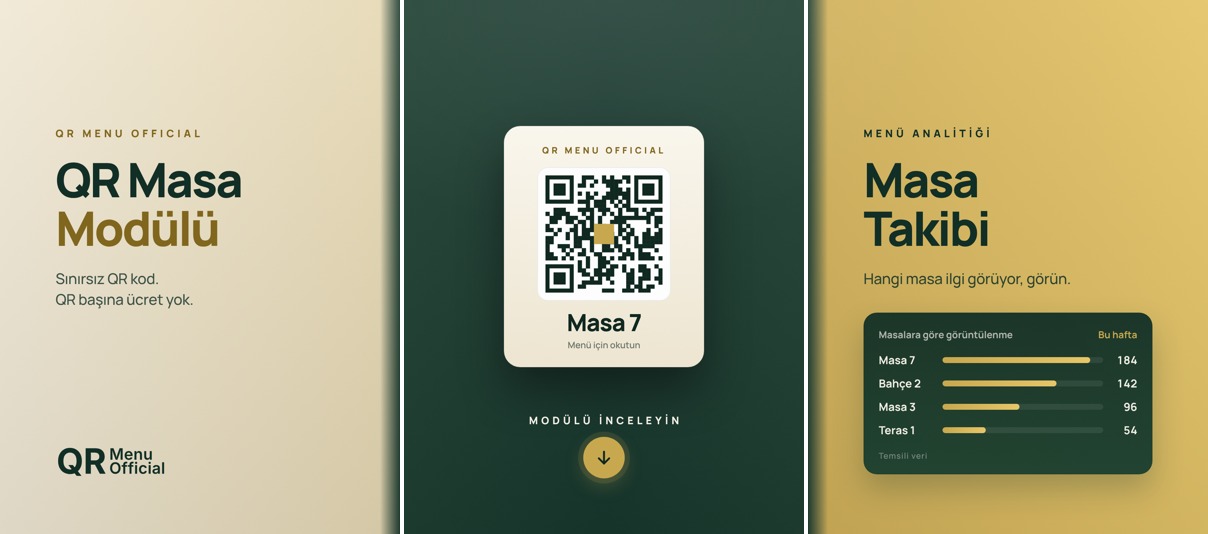 QR MENU OFFICIAL
QR Masa
Modülü
Sınırsız QR kod.
QR başına ücret yok.
QR Menu
Official
QR MENU OFFICIAL
Masa 7
Menü için okutun
MODÜLÜ İNCELEYİN
MENÜ ANALİTİĞİ
Masa
Takibi
Hangi masa ilgi görüyor, görün.
Masalara göre görüntülenme Bu hafta
Masa 7 184
Bahçe 2 142
Masa 3 96
Teras 1 54
Temsili veri